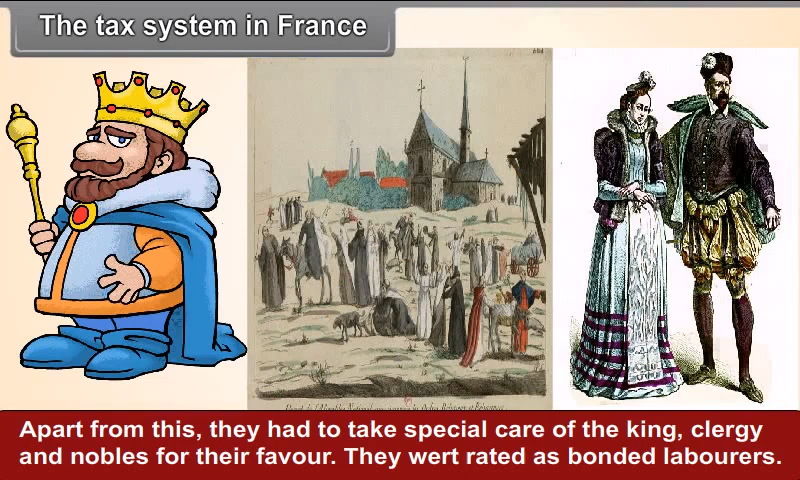 The tax system in France
684
Apart from this, they had to take special care of the king, clergy
and nobles for their favour. They wert rated as bonded labourers.